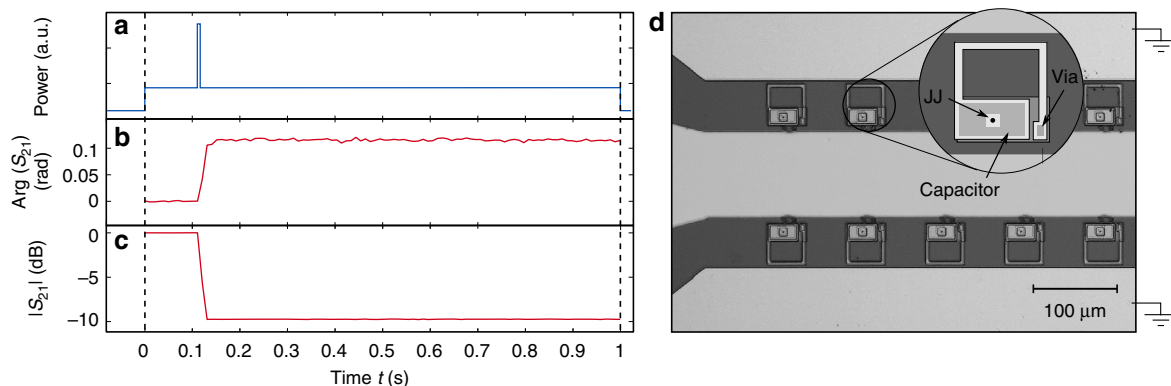 a
Power (a.u.)
b
Arg (S21)
(rad)
0.1
0.05
0
c
|S21| (dB)
0
−5
−10
0 0.1 0.2 0.3 0.4 0.5 0.6 0.7 0.8 0.9 1
Time t (s)
d
JJ
Via
Capacitor
100 μm